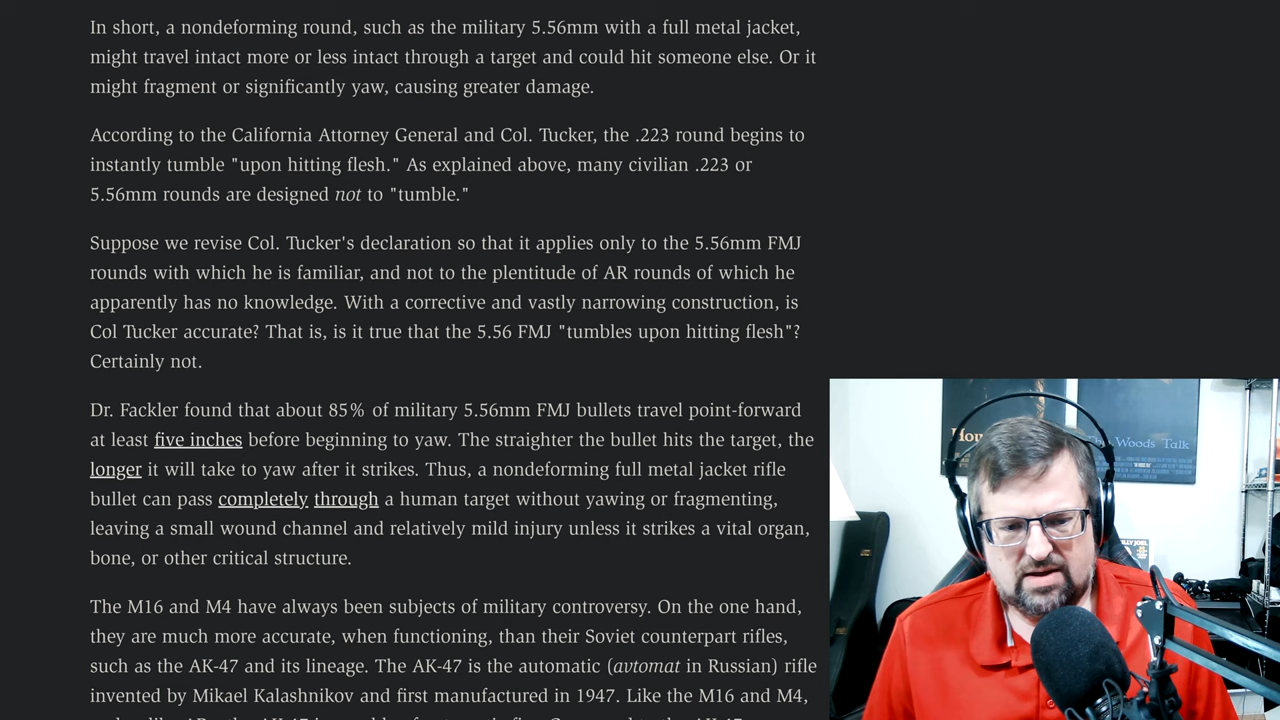 In short, a nondeforming round, such as the military 5.56mm with a full metal jacket,
might travel intact more or less intact through a target and could hit someone else. Or it
might fragment or significantly yaw, causing greater damage.
According to the California Attorney General and Col. Tucker, the .223 round begins to
instantly tumble "upon hitting flesh." As explained above, many civilian .223 or
5.56mm rounds are designed not to "tumble."
Suppose we revise Col. Tucker's declaration so that it applies only to the 5.56mm FMJ
rounds with which he is familiar, and not to the plentitude of AR rounds of which he
apparently has no knowledge. With a corrective and vastly narrowing construction, is
Col Tucker accurate? That is, is it true that the 5.56 FMJ "tumbles upon hitting flesh"?
Certainly not.
Dr. Fackler found that about 85% of military 5.56mm FMJ bullets travel point-forward
at least five inches before beginning to yaw. The straighter the bullet hits the target, the
longer it will take to yaw after it strikes. Thus, a nondeforming full metal jacket rifle
bullet can pass completely through a human target without yawing or fragmenting,
leaving a small wound channel and relatively mild injury unless it strikes a vital organ,
bone, or other critical structure.
The M16 and M4 have always been subjects of military controversy. On the one hand,
they are much more accurate, when functioning, than their Soviet counterpart rifles,
such as the AK-47 and its lineage. The AK-47 is the automatic (avtomat in Russian) rifle
invented by Mikael Kalashnikov and first manufactured in 1947. Like the M16 and M4,
Woods Talk